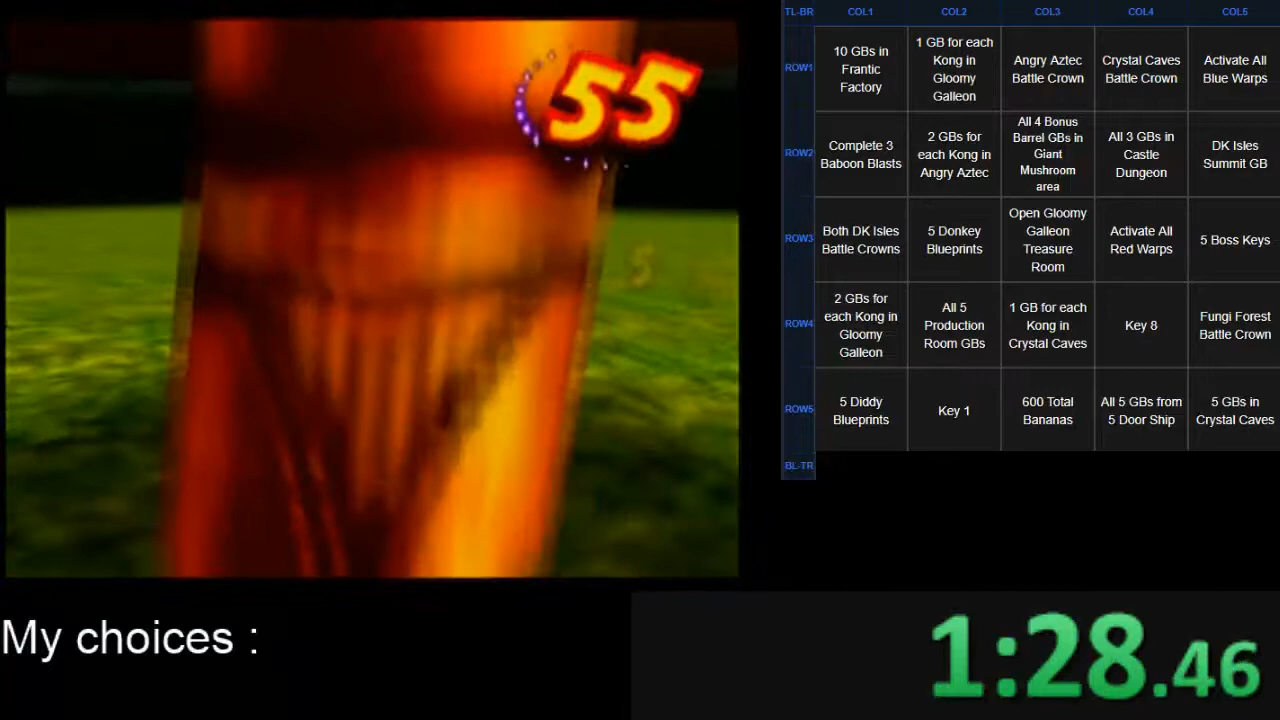 55
5
TL-BR COL1 COL2 COL3 COL4 COL5
ROW1
10 GBs in
Frantic
Factory
1 GB for each
Kong in
Gloomy
Galleon
Angry Aztec
Battle Crown
Crystal Caves
Battle Crown
Activate All
Blue Warps
ROW2
Complete 3
Baboon Blasts
2 GBs for
each Kong in
Angry Aztec
All 4 Bonus
Barrel GBs in
Giant
Mushroom
area
All 3 GBs in
Castle
Dungeon
DK Isles
Summit GB
ROW3
Both DK Isles
Battle Crowns
5 Donkey
Blueprints
Open Gloomy
Galleon
Treasure
Room
Activate All
Red Warps
5 Boss Keys
ROW4
2 GBs for
each Kong in
Gloomy
Galleon
All 5
Production
Room GBs
1 GB for each
Kong in
Crystal Caves
Key 8
Fungi Forest
Battle Crown
ROW5
5 Diddy
Blueprints
Key 1
600 Total
Bananas
All 5 GBs from
5 Door Ship
5 GBs in
Crystal Caves
BL-TR
My choices :
1:28.46